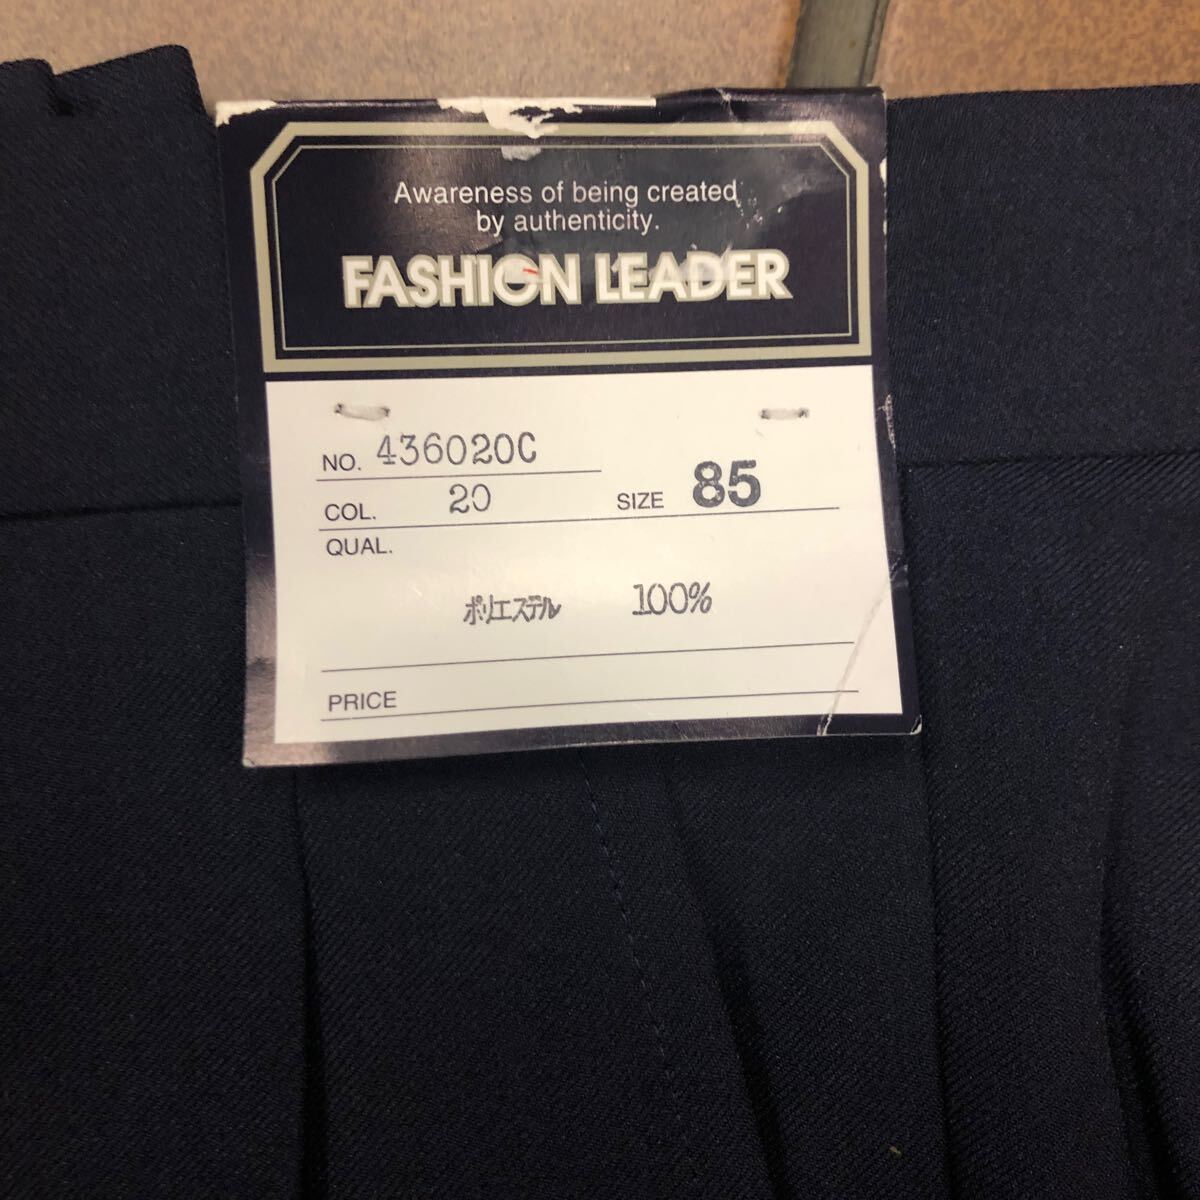 Awareness of being created
by authenticity.
FASHION LEADER
NO. 436020C
COL. 20 SIZE 85
QUAL.
ポリエステル 100%
PRICE